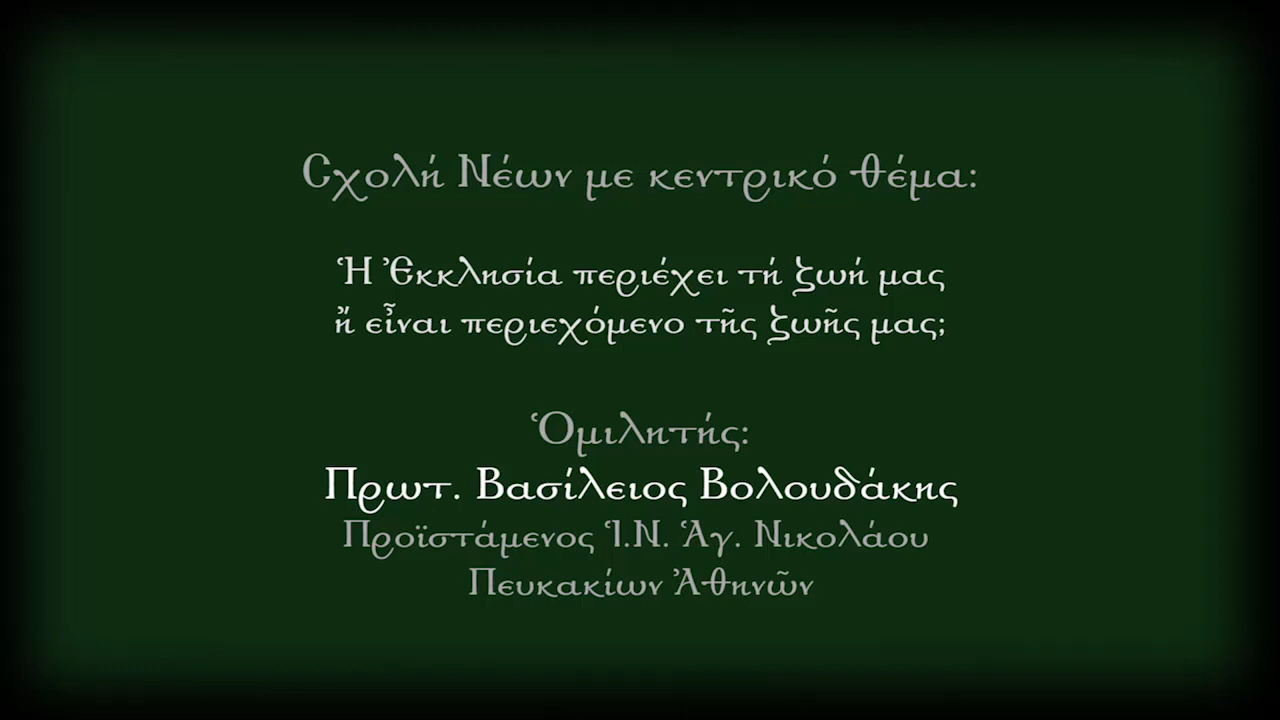 Σχολή Νέων με κεντρικό θέμα:
Ἡ Ἐκκλησία περιέχει τή ζωή μας
ἤ εἶναι περιεχόμενο τῆς ζωῆς μας;
Ὁμιλητής:
Πρωτ. Βασίλειος Βολουδάκης
Προϊστάμενος Ἱ.Ν. Ἁγ. Νικολάου
Πευκακίων Ἀθηνῶν